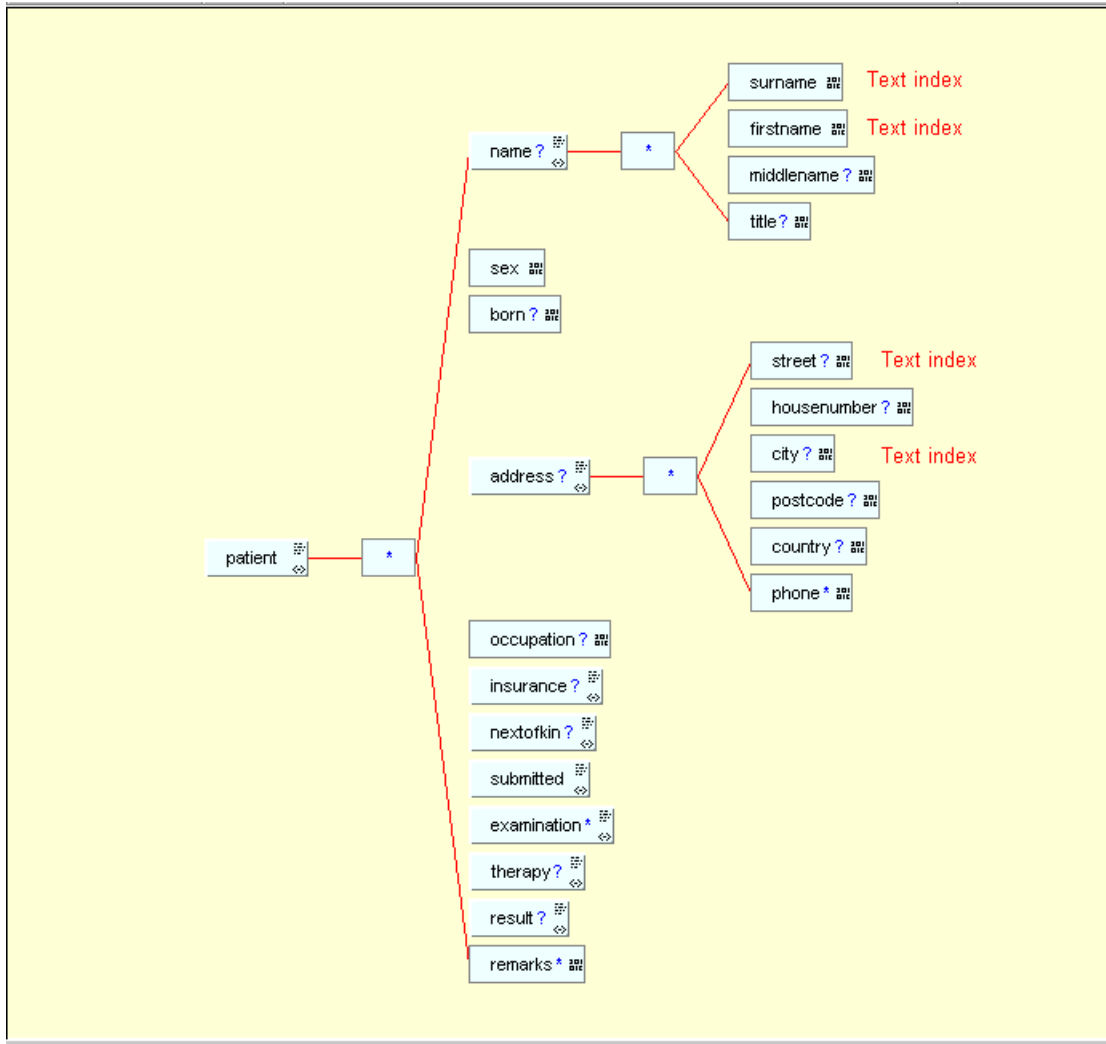 surname Text index
firstname Text index
name? *
middlename?
title?
sex
born?
street? Text index
housenumber?
city? Text index
address? *
postcode?
country?
patient *
phone*
occupation?
insurance?
nextofkin?
submitted
examination*
therapy?
result?
remarks*